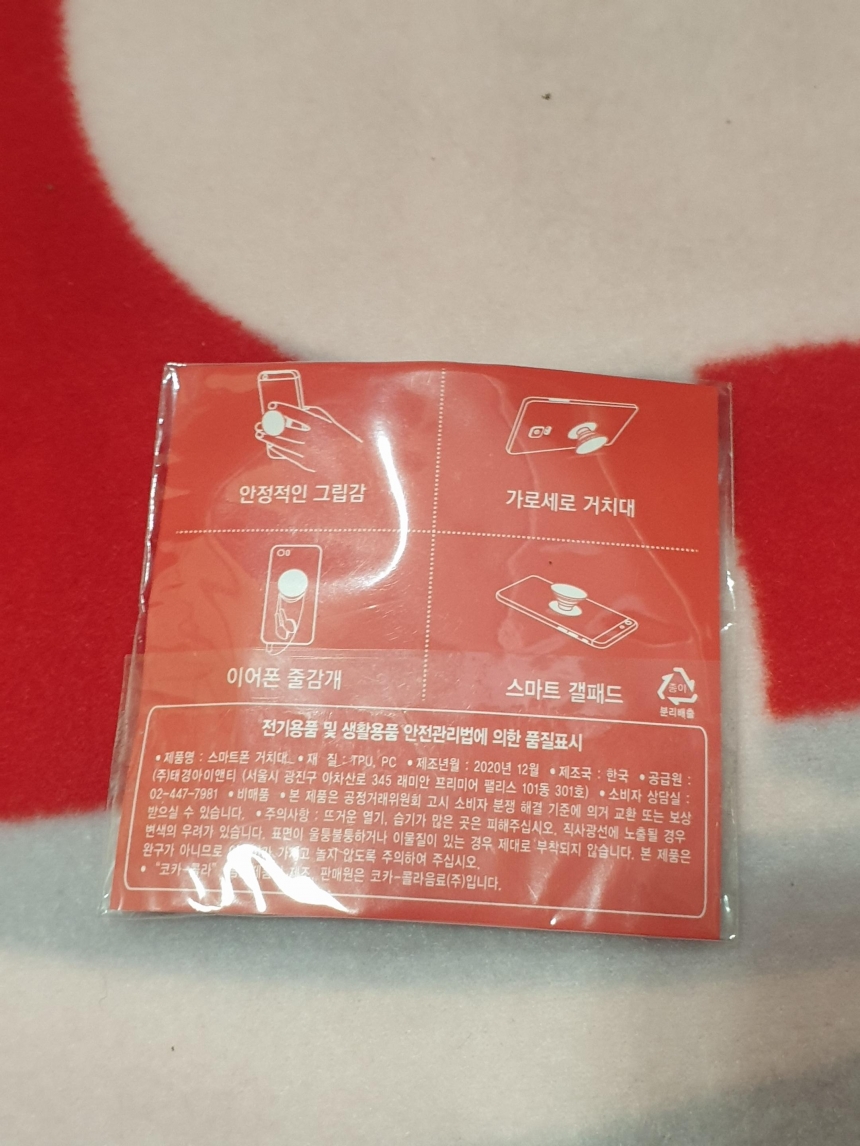 안정적인 그립감
가로세로 거치대
이어폰 줄감개
스마트 갤패드
종이
분리배출
전기용품 및 생활용품 안전관리법에 의한 품질표시
•제품명 : 스마트폰 거치대 •재 질 : TPU, PC •제조년월 : 2020년 12월 •제조국 : 한국 •공급원 :
(주)태경아이앤티 (서울시 광진구 아차산로 345 래미안 프리미어 팰리스 101동 301호) •소비자 상담실 :
02-447-7981 •비매품 •본 제품은 공정거래위원회 고시 소비자 분쟁 해결 기준에 의거 교환 또는 보상
받으실 수 있습니다. •주의사항 : 뜨거운 열기, 습기가 많은 곳은 피해주십시오. 직사광선에 노출될 경우
변색의 우려가 있습니다. 표면이 울퉁불퉁하거나 이물질이 있는 경우 제대로 부착되지 않습니다. 본 제품은
완구가 아니므로 가지고 놀지 않도록 주의하여 주십시오.
• "코카-콜라" 제조, 판매원은 코카-콜라음료(주)입니다.